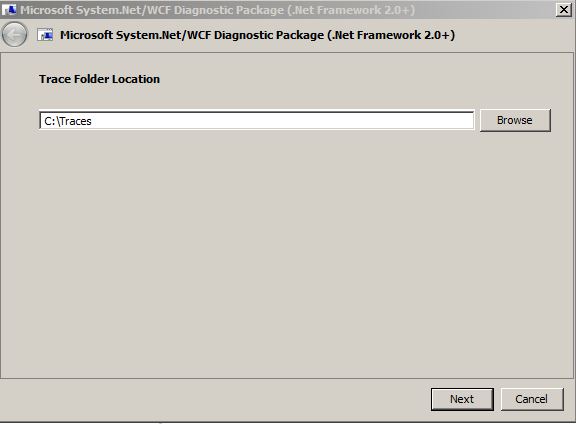 Microsoft System.Net/WCF Diagnostic Package (.Net Framework 2.0+)
Microsoft System.Net/WCF Diagnostic Package (.Net Framework 2.0+)
Trace Folder Location
C:\Traces
Browse
Next
Cancel